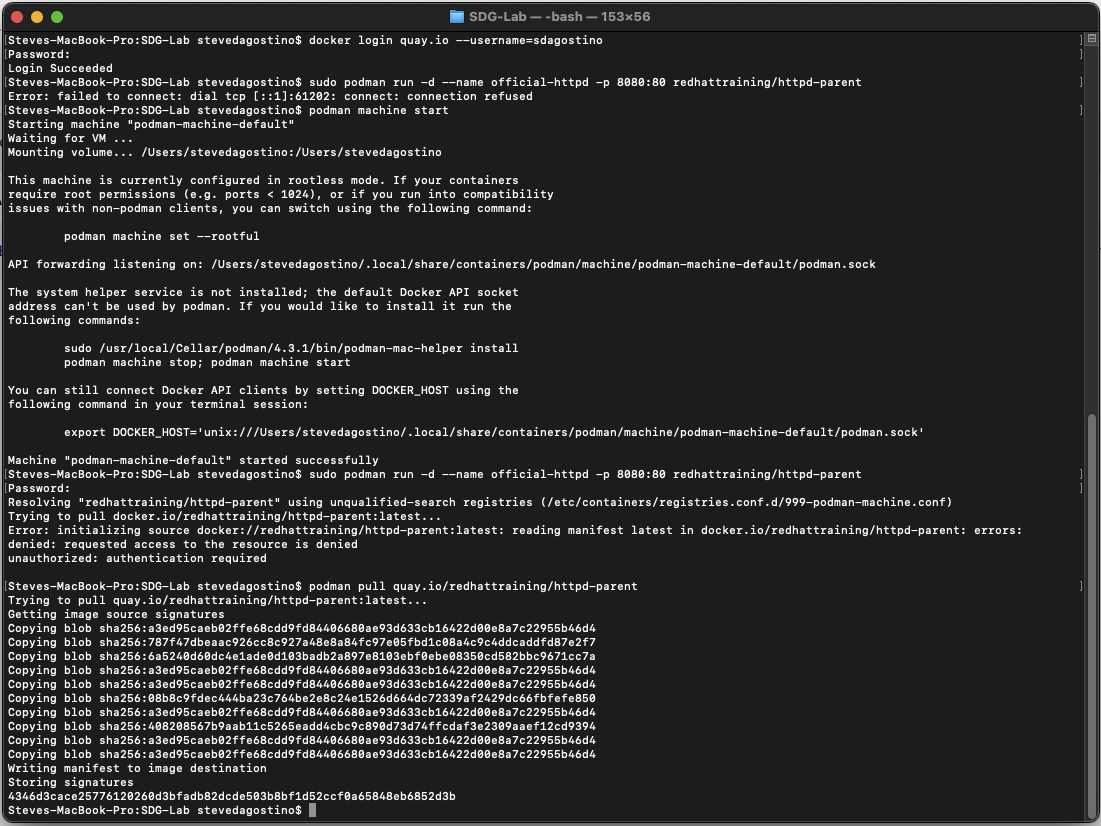 SDG-Lab — -bash — 153×56
[Steves-MacBook-Pro:SDG-Lab stevedagostino$ docker login quay.io --username=sdagostino ]
[Password: ]
Login Succeeded
[Steves-MacBook-Pro:SDG-Lab stevedagostino$ sudo podman run -d --name official-httpd -p 8080:80 redhattraining/httpd-parent ]
Error: failed to connect: dial tcp [::1]:61202: connect: connection refused
[Steves-MacBook-Pro:SDG-Lab stevedagostino$ podman machine start ]
Starting machine "podman-machine-default"
Waiting for VM ...
Mounting volume... /Users/stevedagostino:/Users/stevedagostino
This machine is currently configured in rootless mode. If your containers
require root permissions (e.g. ports < 1024), or if you run into compatibility
issues with non-podman clients, you can switch using the following command:
podman machine set --rootful
API forwarding listening on: /Users/stevedagostino/.local/share/containers/podman/machine/podman-machine-default/podman.sock
The system helper service is not installed; the default Docker API socket
address can't be used by podman. If you would like to install it run the
following commands:
sudo /usr/local/Cellar/podman/4.3.1/bin/podman-mac-helper install
podman machine stop; podman machine start
You can still connect Docker API clients by setting DOCKER_HOST using the
following command in your terminal session:
export DOCKER_HOST='unix:///Users/stevedagostino/.local/share/containers/podman/machine/podman-machine-default/podman.sock'
Machine "podman-machine-default" started successfully
[Steves-MacBook-Pro:SDG-Lab stevedagostino$ sudo podman run -d --name official-httpd -p 8080:80 redhattraining/httpd-parent ]
[Password: ]
Resolving "redhattraining/httpd-parent" using unqualified-search registries (/etc/containers/registries.conf.d/999-podman-machine.conf)
Trying to pull docker.io/redhattraining/httpd-parent:latest...
Error: initializing source docker://redhattraining/httpd-parent:latest: reading manifest latest in docker.io/redhattraining/httpd-parent: errors:
denied: requested access to the resource is denied
unauthorized: authentication required
[Steves-MacBook-Pro:SDG-Lab stevedagostino$ podman pull quay.io/redhattraining/httpd-parent ]
Trying to pull quay.io/redhattraining/httpd-parent:latest...
Getting image source signatures
Copying blob sha256:a3ed95caeb02ffe68cdd9fd84406680ae93d633cb16422d00e8a7c22955b46d4
Copying blob sha256:787f47dbeaac926cc8c927a48e8a84fc97e05fbd1c08a4c9c4ddcaddfd87e2f7
Copying blob sha256:6a5240d60dc4e1ade0d103badb2a897e8103ebf0ebe08350cd582bbc9671cc7a
Copying blob sha256:a3ed95caeb02ffe68cdd9fd84406680ae93d633cb16422d00e8a7c22955b46d4
Copying blob sha256:a3ed95caeb02ffe68cdd9fd84406680ae93d633cb16422d00e8a7c22955b46d4
Copying blob sha256:08b8c9fdec444ba23c764be2e8c24e1526d664dc72339af2429dc66fbfefe850
Copying blob sha256:a3ed95caeb02ffe68cdd9fd84406680ae93d633cb16422d00e8a7c22955b46d4
Copying blob sha256:408208567b9aab11c5265eadd4cbc9c890d73d74ffcdaf3e2309aaef12cd9394
Copying blob sha256:a3ed95caeb02ffe68cdd9fd84406680ae93d633cb16422d00e8a7c22955b46d4
Copying blob sha256:a3ed95caeb02ffe68cdd9fd84406680ae93d633cb16422d00e8a7c22955b46d4
Writing manifest to image destination
Storing signatures
4346d3cace25776120260d3bfadb82dcde503b8bf1d52ccf0a65848eb6852d3b
Steves-MacBook-Pro:SDG-Lab stevedagostino$